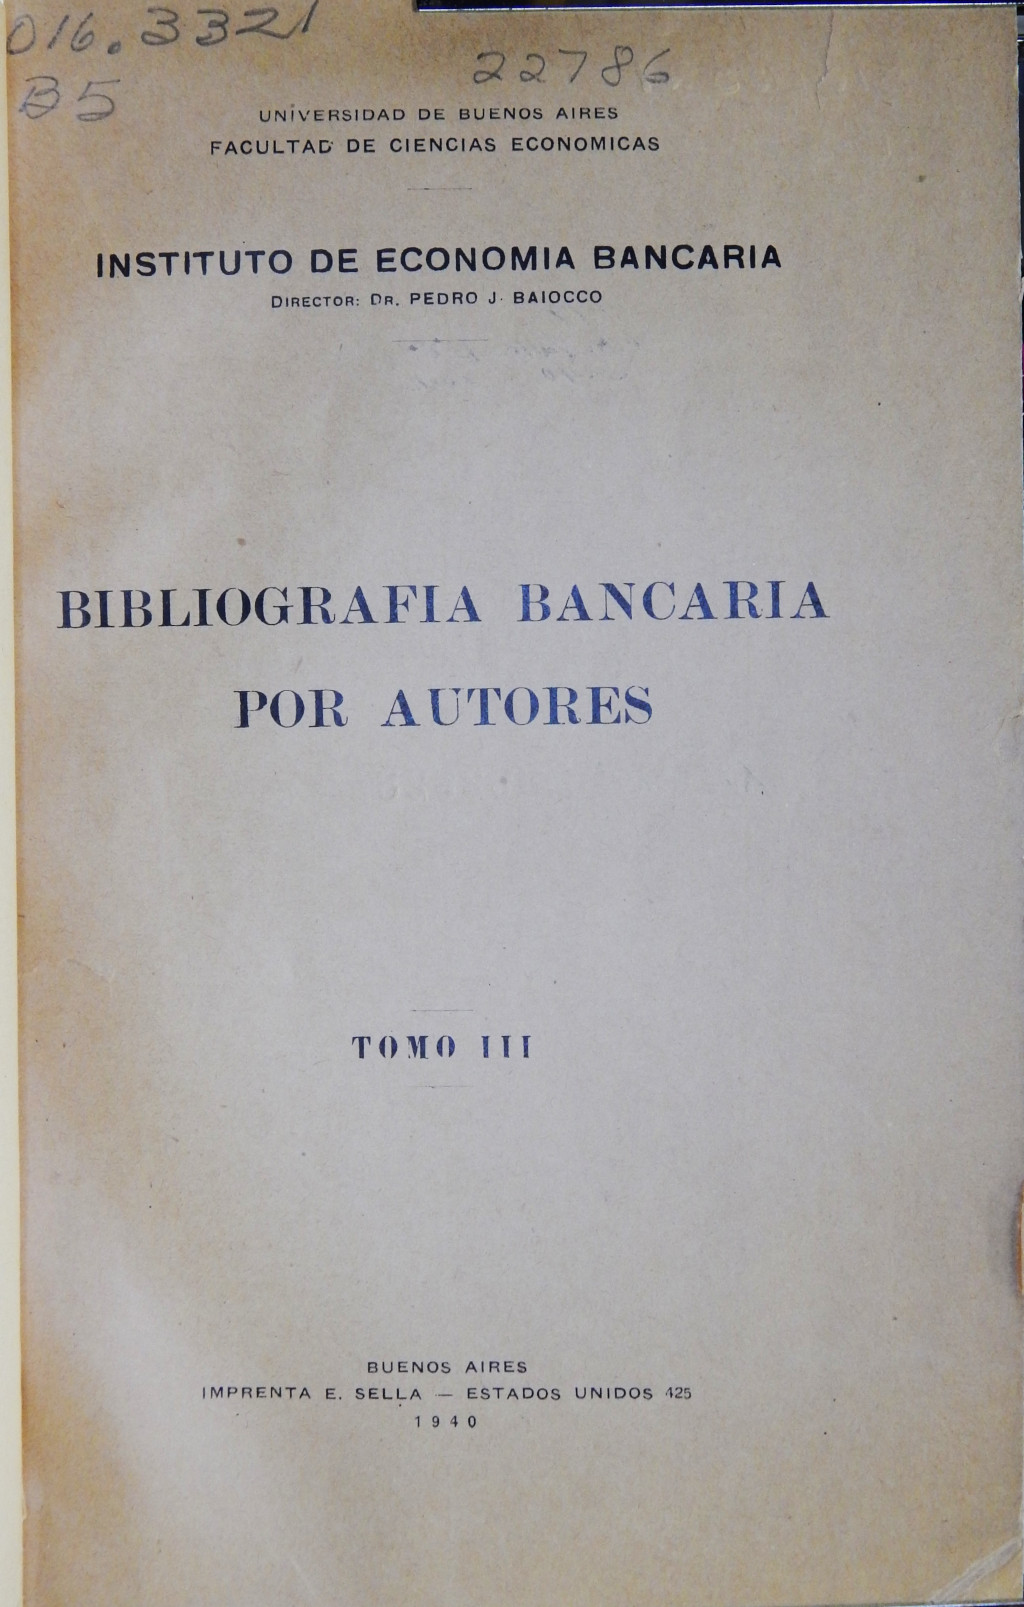 016.3321
22786
B5
UNIVERSIDAD DE BUENOS AIRES
FACULTAD DE CIENCIAS ECONOMICAS
INSTITUTO DE ECONOMIA BANCARIA
DIRECTOR: DR. PEDRO J. BAIOCCO
BIBLIOGRAFIA BANCARIA
POR AUTORES
TOMO III
BUENOS AIRES
IMPRENTA E. SELLA — ESTADOS UNIDOS 425
1940